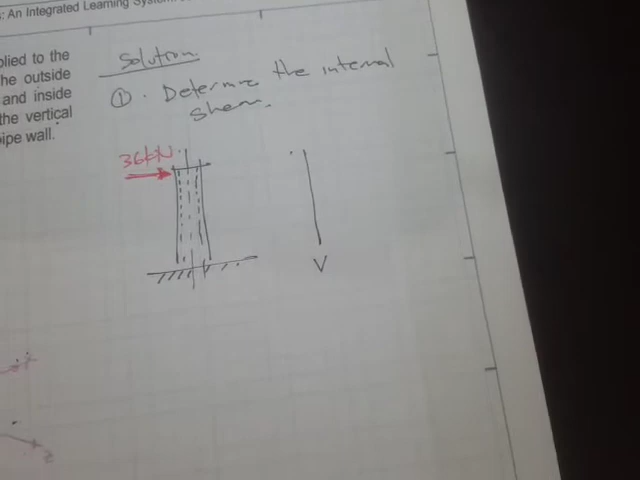 : An Integrated Learning System
plied to the
he outside
and inside
the vertical
pipe wall.
Solution.
① . Determine the internal
shear.
36kN
V
z